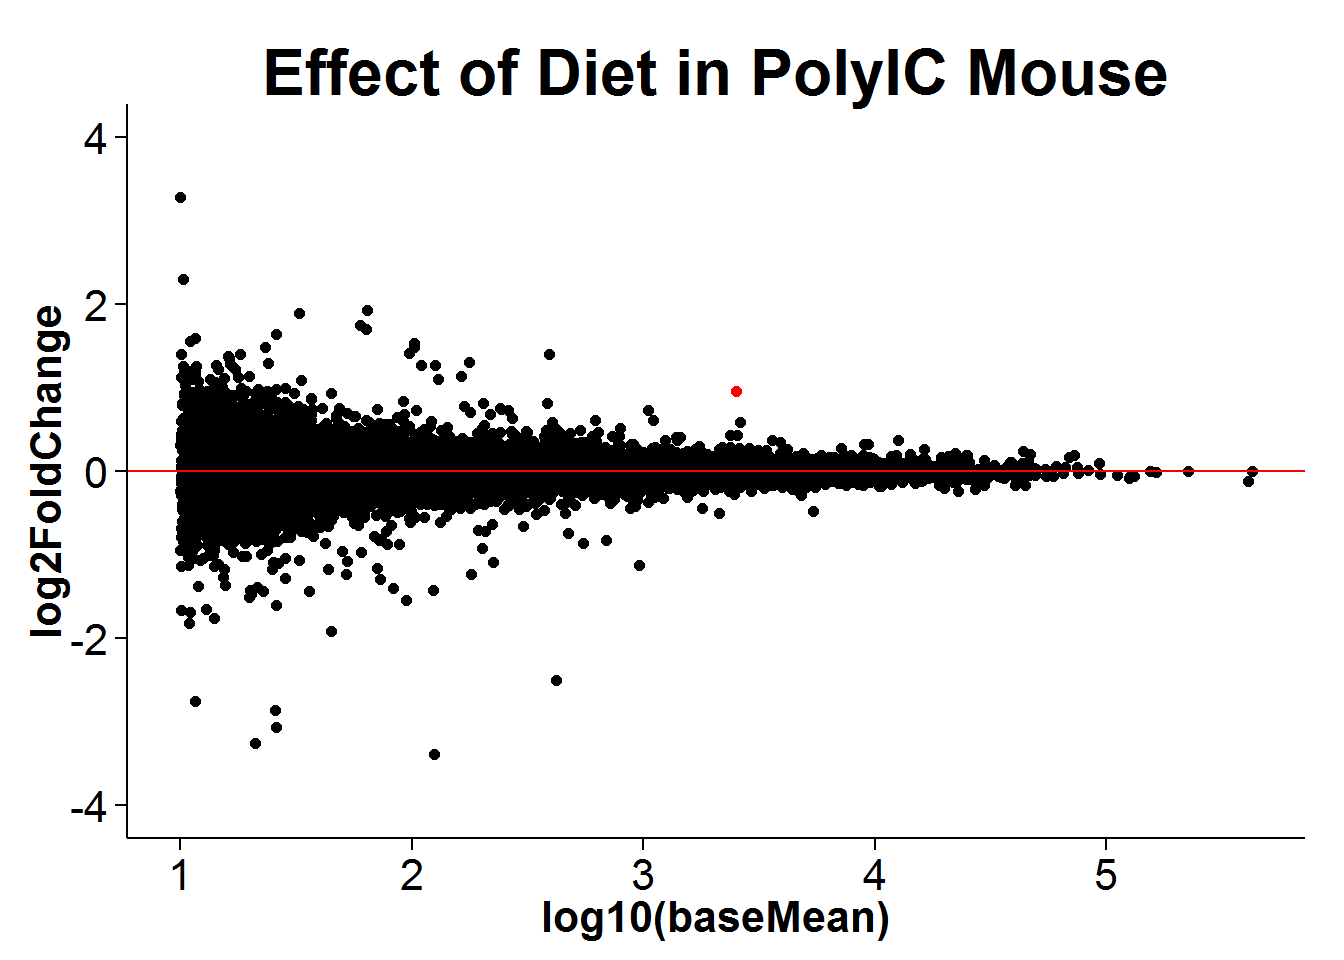 Effect of Diet in PolyIC Mouse
4
2
0
-2
-4
log2FoldChange
1 2 3 4 5
log10(baseMean)